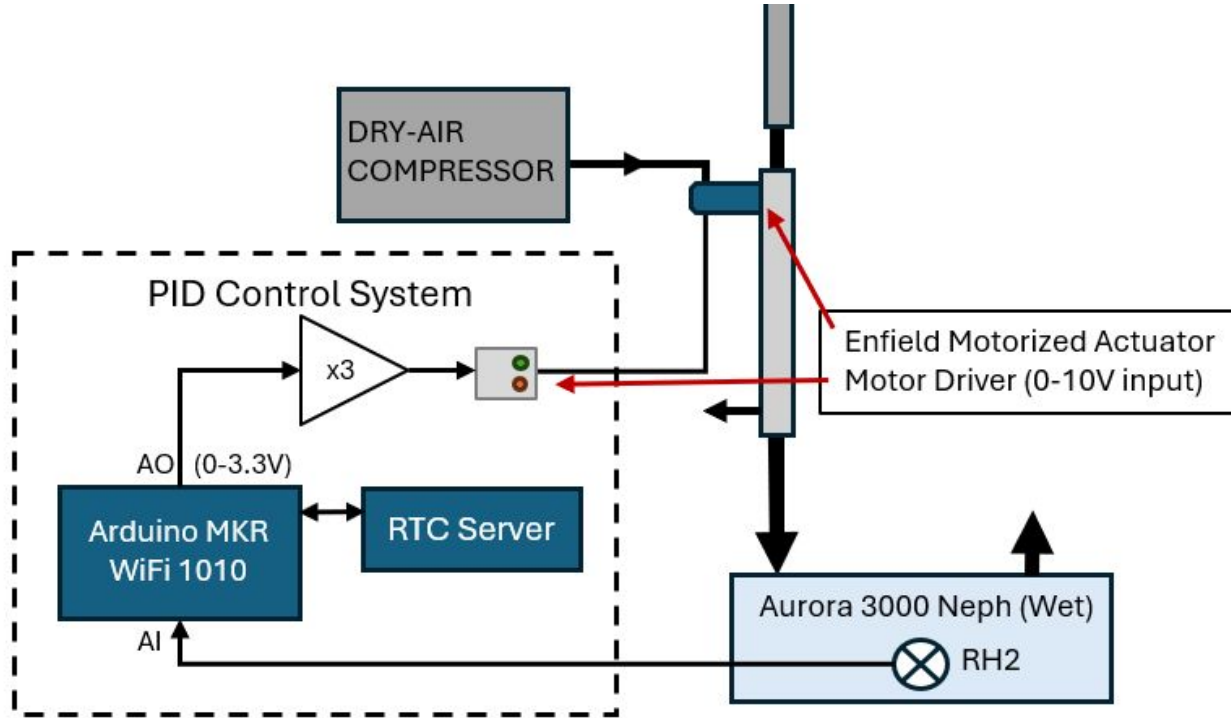 DRY-AIR
COMPRESSOR
PID Control System
x3
Enfield Motorized Actuator
Motor Driver (0-10V input)
AO (0-3.3V)
Arduino MKR
WiFi 1010
RTC Server
AI
Aurora 3000 Neph (Wet)
RH2